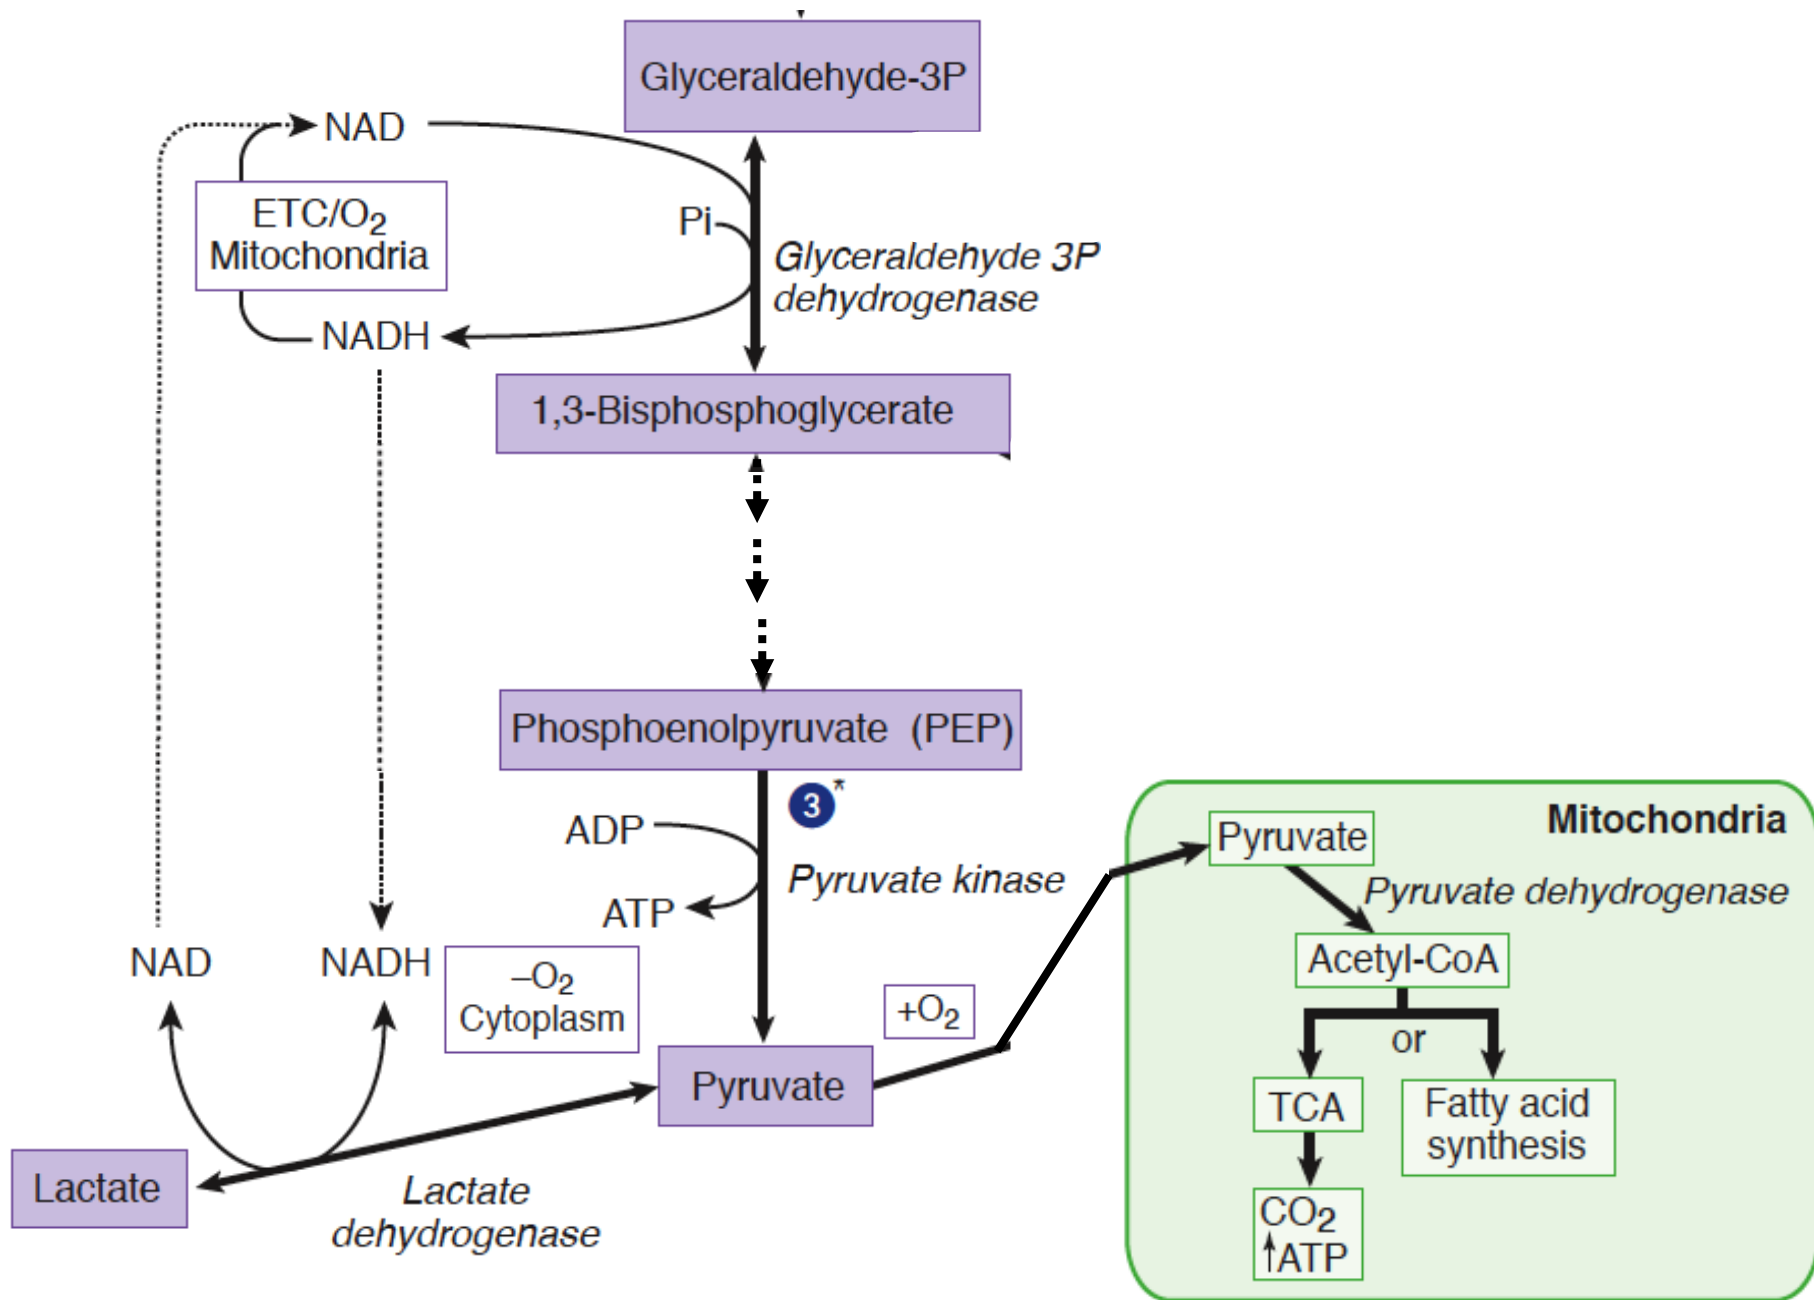 Glyceraldehyde-3P
NAD
ETC/O₂
Mitochondria
Pi
Glyceraldehyde 3P
dehydrogenase
NADH
1,3-Bisphosphoglycerate
Phosphoenolpyruvate (PEP)
3*
ADP
Pyruvate kinase
ATP
NAD
NADH
–O₂
Cytoplasm
+O₂
Pyruvate
Lactate
Lactate
dehydrogenase
Mitochondria
Pyruvate
Pyruvate dehydrogenase
Acetyl-CoA
or
TCA
Fatty acid
synthesis
CO₂
↑ATP